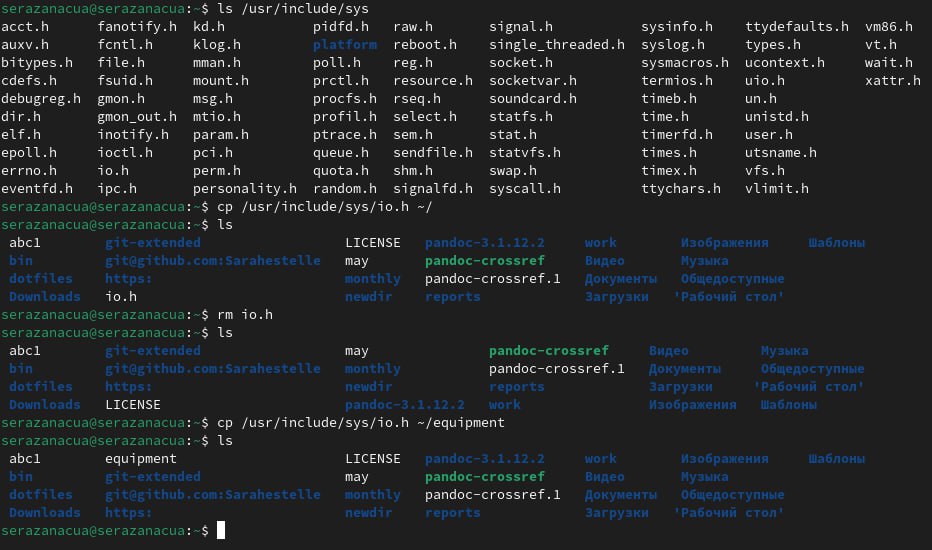 serazanacua@serazanacua:~$ ls /usr/include/sys
acct.h fanotify.h kd.h pidfd.h raw.h signal.h sysinfo.h ttydefaults.h vm86.h
auxv.h fcntl.h klog.h platform reboot.h single_threaded.h syslog.h types.h vt.h
bitypes.h file.h mman.h poll.h reg.h socket.h sysmacros.h ucontext.h wait.h
cdefs.h fsuid.h mount.h prctl.h resource.h socketvar.h termios.h uio.h xattr.h
debugreg.h gmon.h msg.h procfs.h rseq.h soundcard.h timeb.h un.h
dir.h gmon_out.h mtio.h profil.h select.h statfs.h time.h unistd.h
elf.h inotify.h param.h ptrace.h sem.h stat.h timerfd.h user.h
epoll.h ioctl.h pci.h queue.h sendfile.h statvfs.h times.h utsname.h
errno.h io.h perm.h quota.h shm.h swap.h timex.h vfs.h
eventfd.h ipc.h personality.h random.h signalfd.h syscall.h ttychars.h vlimit.h
serazanacua@serazanacua:~$ cp /usr/include/sys/io.h ~/
serazanacua@serazanacua:~$ ls
abc1 git-extended LICENSE pandoc-3.1.12.2 work Изображения Шаблоны
bin git@github.com:Sarahestelle may pandoc-crossref Видео Музыка
dotfiles https: monthly pandoc-crossref.1 Документы Общедоступные
Downloads io.h newdir reports Загрузки 'Рабочий стол'
serazanacua@serazanacua:~$ rm io.h
serazanacua@serazanacua:~$ ls
abc1 git-extended may pandoc-crossref Видео Музыка
bin git@github.com:Sarahestelle monthly pandoc-crossref.1 Документы Общедоступные
dotfiles https: newdir reports Загрузки 'Рабочий стол'
Downloads LICENSE pandoc-3.1.12.2 work Изображения Шаблоны
serazanacua@serazanacua:~$ cp /usr/include/sys/io.h ~/equipment
serazanacua@serazanacua:~$ ls
abc1 equipment LICENSE pandoc-3.1.12.2 work Изображения Шаблоны
bin git-extended may pandoc-crossref Видео Музыка
dotfiles git@github.com:Sarahestelle monthly pandoc-crossref.1 Документы Общедоступные
Downloads https: newdir reports Загрузки 'Рабочий стол'
serazanacua@serazanacua:~$